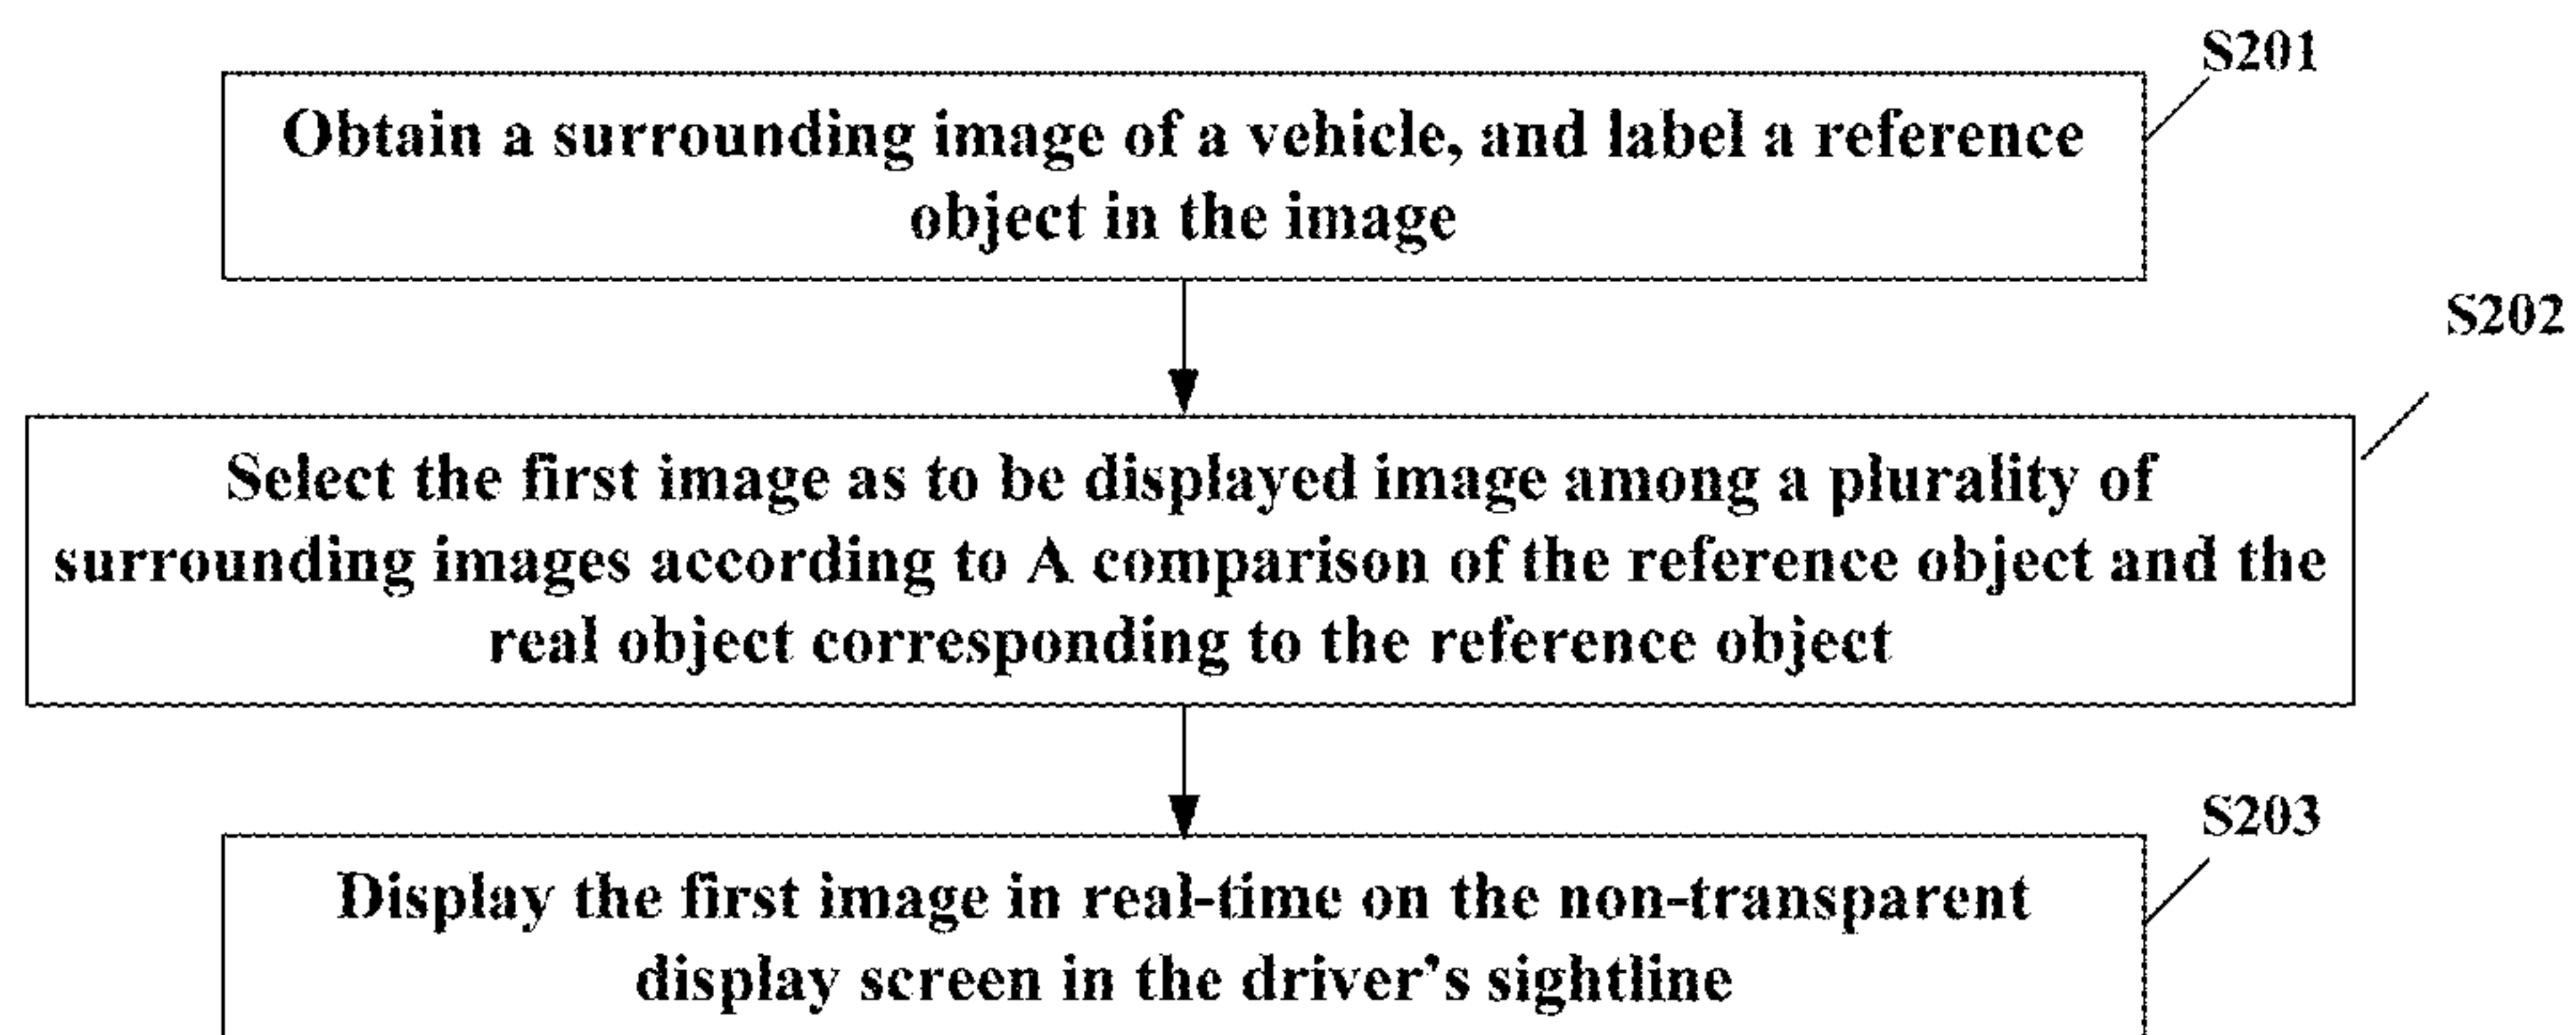 S201
Obtain a surrounding image of a vehicle, and label a reference
object in the image
S202
Select the first image as to be displayed image among a plurality of
surrounding images according to A comparison of the reference object and the
real object corresponding to the reference object
S203
Display the first image in real-time on the non-transparent
display screen in the driver's sightline